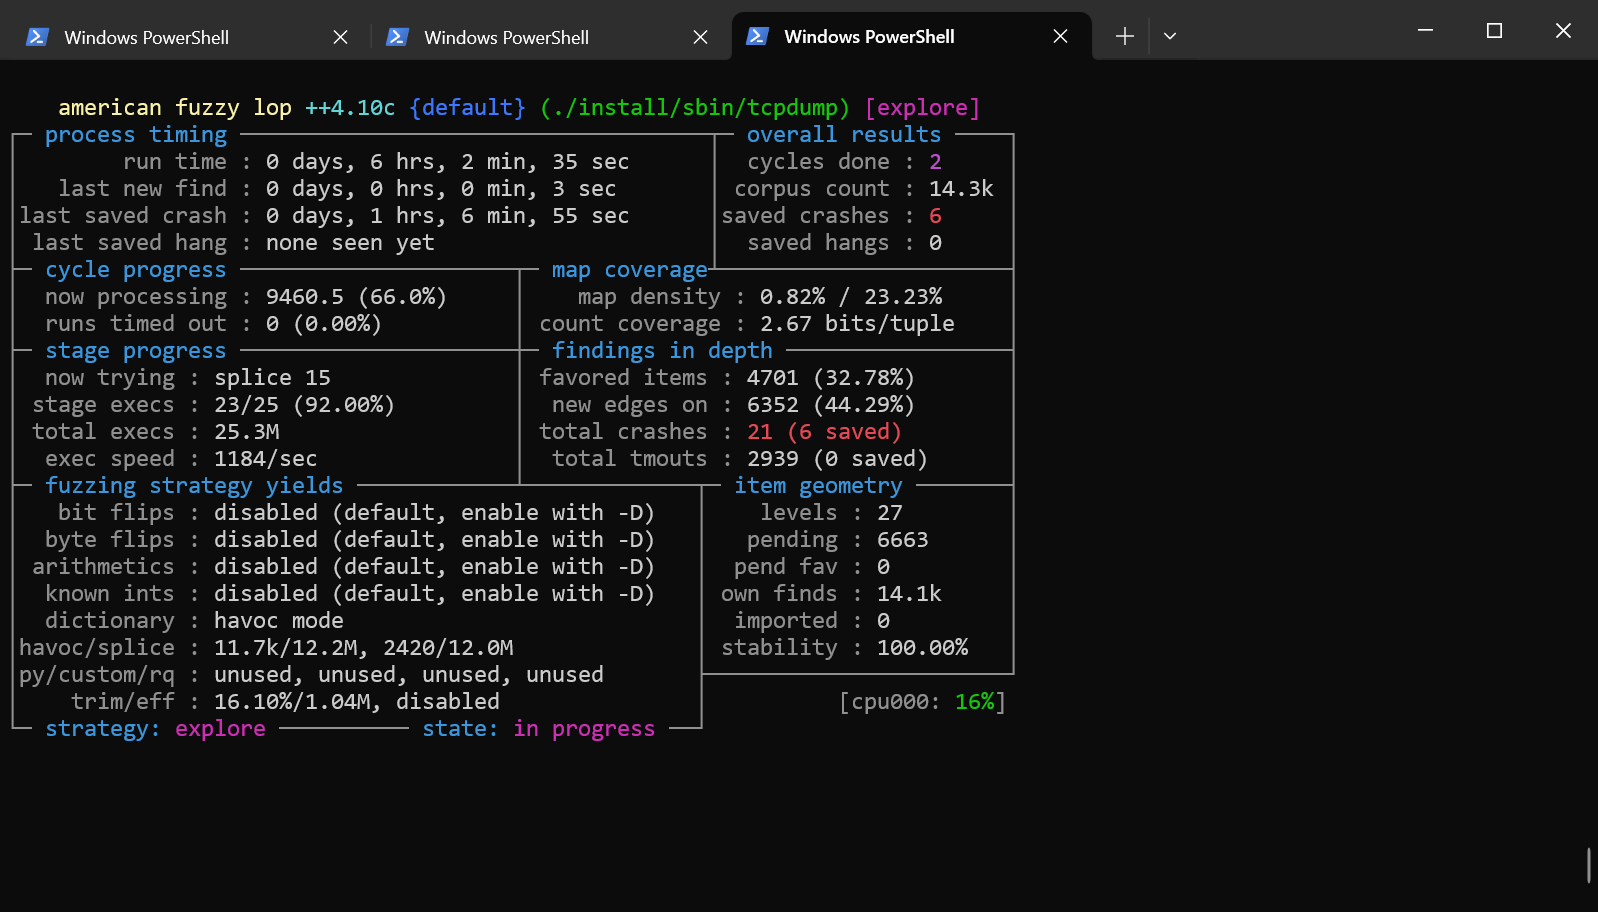 Windows PowerShell Windows PowerShell Windows PowerShell
american fuzzy lop ++4.10c {default} (./install/sbin/tcpdump) [explore]
process timing overall results
run time : 0 days, 6 hrs, 2 min, 35 sec cycles done : 2
last new find : 0 days, 0 hrs, 0 min, 3 sec corpus count : 14.3k
last saved crash : 0 days, 1 hrs, 6 min, 55 sec saved crashes : 6
last saved hang : none seen yet saved hangs : 0
cycle progress map coverage
now processing : 9460.5 (66.0%) map density : 0.82% / 23.23%
runs timed out : 0 (0.00%) count coverage : 2.67 bits/tuple
stage progress findings in depth
now trying : splice 15 favored items : 4701 (32.78%)
stage execs : 23/25 (92.00%) new edges on : 6352 (44.29%)
total execs : 25.3M total crashes : 21 (6 saved)
exec speed : 1184/sec total tmouts : 2939 (0 saved)
fuzzing strategy yields item geometry
bit flips : disabled (default, enable with -D) levels : 27
byte flips : disabled (default, enable with -D) pending : 6663
arithmetics : disabled (default, enable with -D) pend fav : 0
known ints : disabled (default, enable with -D) own finds : 14.1k
dictionary : havoc mode imported : 0
havoc/splice : 11.7k/12.2M, 2420/12.0M stability : 100.00%
py/custom/rq : unused, unused, unused, unused
trim/eff : 16.10%/1.04M, disabled [cpu000: 16%]
strategy: explore state: in progress